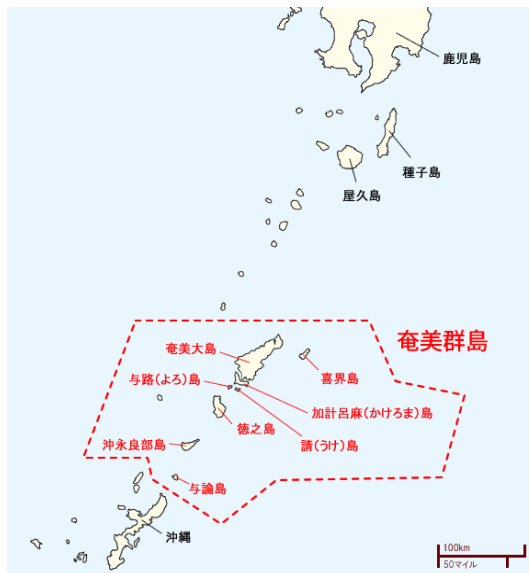 鹿児島
種子島
屋久島
奄美群島
奄美大島
喜界島
与路(よろ)島
加計呂麻(かけろま)島
徳之島
請(うけ)島
沖永良部島
与論島
沖縄
100km
50マイル